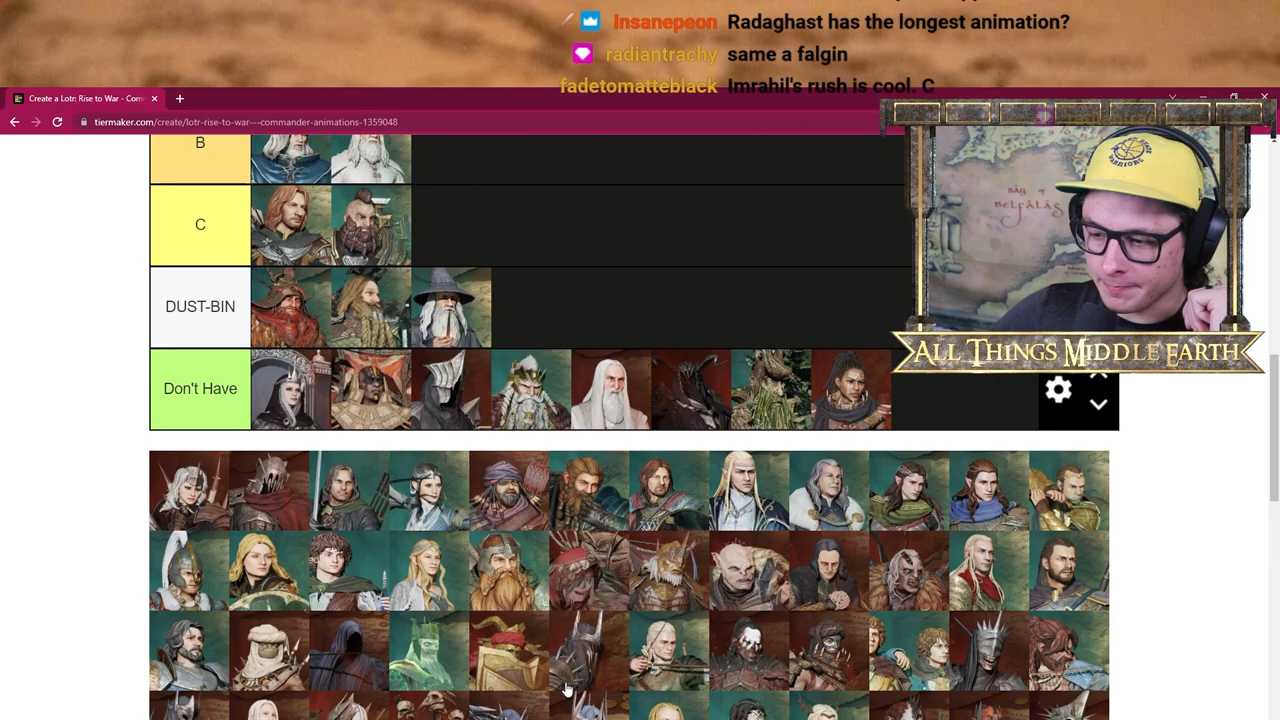 Insanepeon Radaghast has the longest animation?
radiantrachy same a falgin
fadetomatteblack Imrahil's rush is cool. C
Create a Lotr: Rise to War - Com
tiermaker.com/create/lotr-rise-to-war---commander-animations-1359048
B
C
DUST-BIN
Don't Have
WARRIORS
BELFALAS
ALL THINGS MIDDLE EARTH